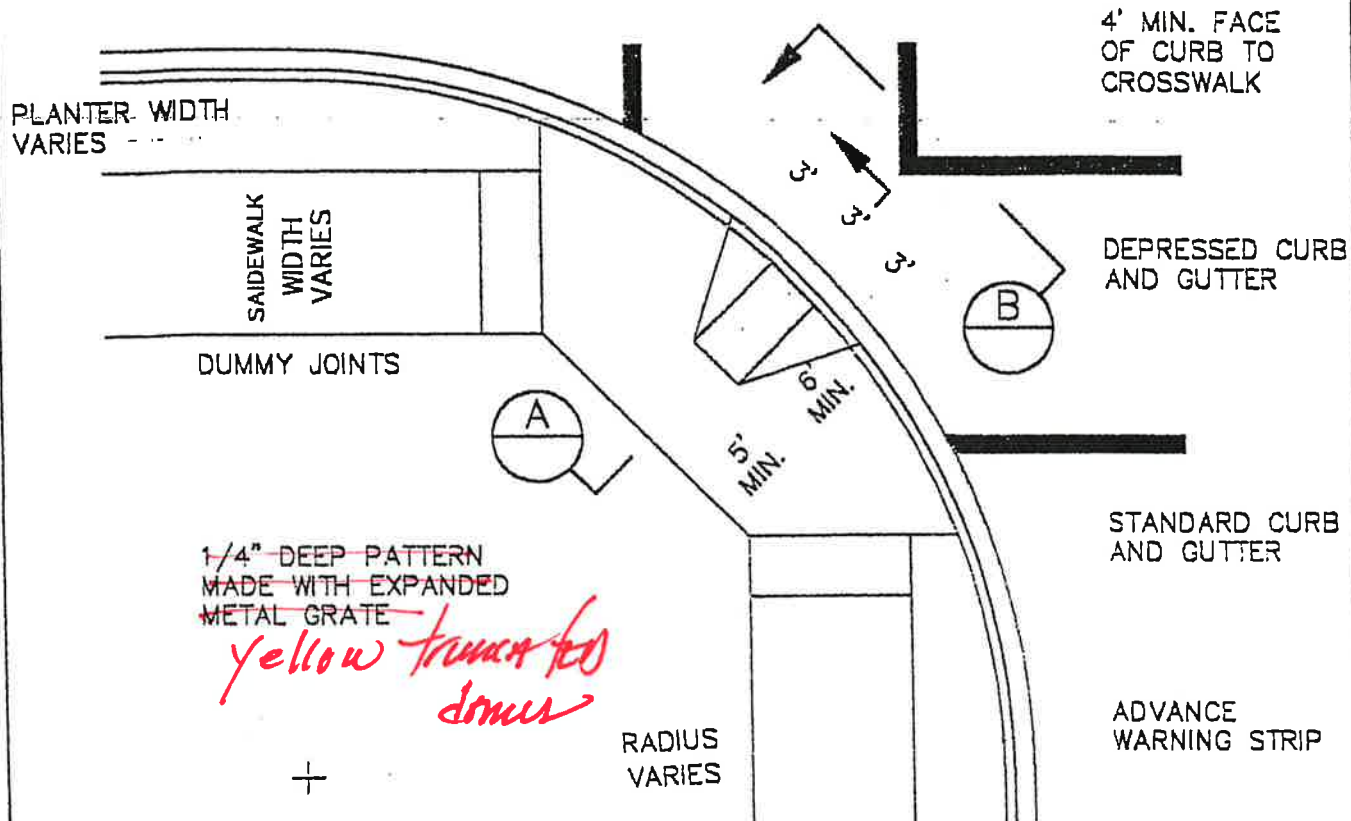 4' MIN. FACE
OF CURB TO
CROSSWALK
PLANTER WIDTH
VARIES
SAIDEWALK
WIDTH
VARIES
3'
3'
3'
DEPRESSED CURB
AND GUTTER
B
DUMMY JOINTS
A
6'
MIN.
5'
MIN.
STANDARD CURB
AND GUTTER
1/4" DEEP PATTERN
MADE WITH EXPANDED
METAL GRATE
yellow truncated
domes
RADIUS
VARIES
ADVANCE
WARNING STRIP